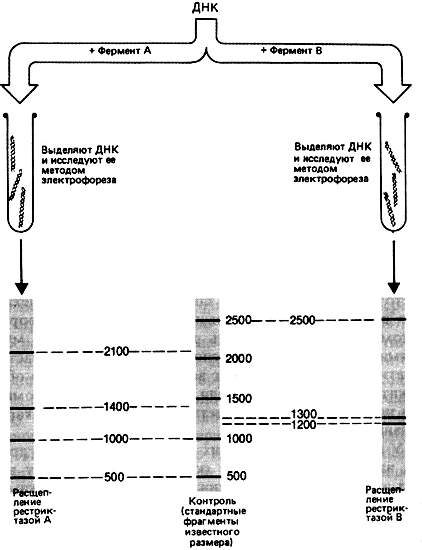 ДНК
+ Фермент А
+ Фермент В
Выделяют ДНК
и исследуют ее
методом
электрофореза
Выделяют ДНК
и исследуют ее
методом
электрофореза
2100
1400
1000
500
2500
2000
1500
1000
500
2500
1300
1200
Расщеп-
ление
рестрик-
тазой А
Контроль
(стандартные
фрагменты
известного
размера)
Расщеп-
ление
рестрик-
тазой В